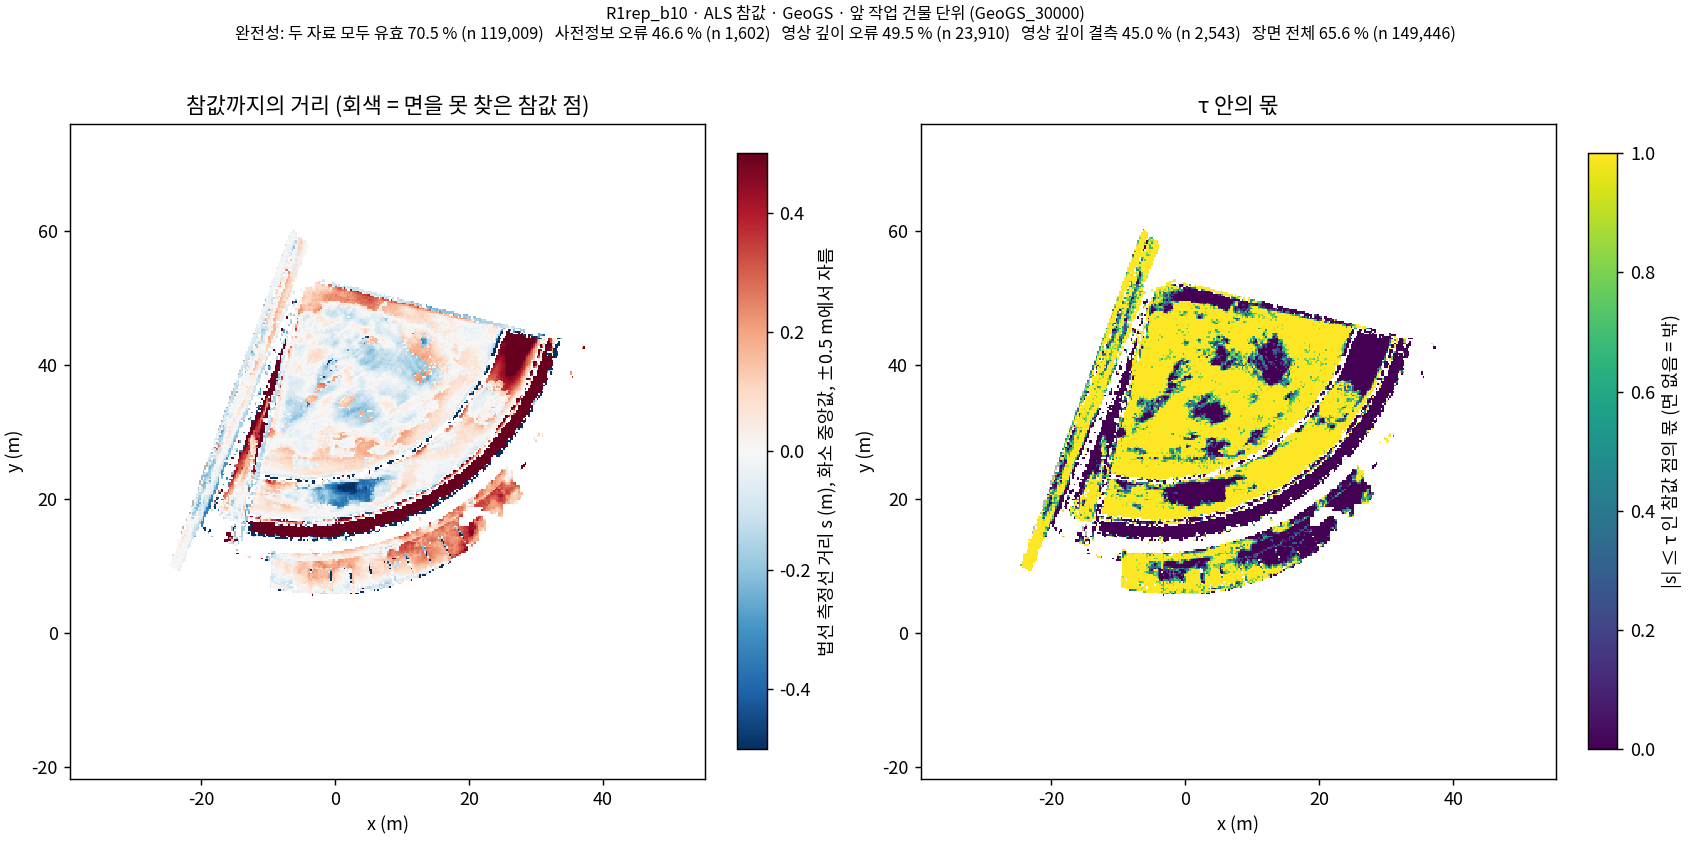 R1rep_b10 · ALS 참값 · GeoGS · 앞 작업 건물 단위 (GeoGS_30000)
완전성: 두 자료 모두 유효 70.5 % (n 119,009)   사전정보 오류 46.6 % (n 1,602)   영상 깊이 오류 49.5 % (n 23,910)   영상 깊이 결측 45.0 % (n 2,543)   장면 전체 65.6 % (n 149,446)
참값까지의 거리 (회색 = 면을 못 찾은 참값 점)
60
40
20
0
-20
y (m)
-20 0 20 40
x (m)
0.4
0.2
0.0
-0.2
-0.4
법선 측정선 거리 s (m), 화소 중앙값, ±0.5 m에서 자름
τ 안의 몫
60
40
20
0
-20
y (m)
-20 0 20 40
x (m)
1.0
0.8
0.6
0.4
0.2
0.0
|s| ≤ τ 인 참값 점의 몫 (면 없음 = 밖)